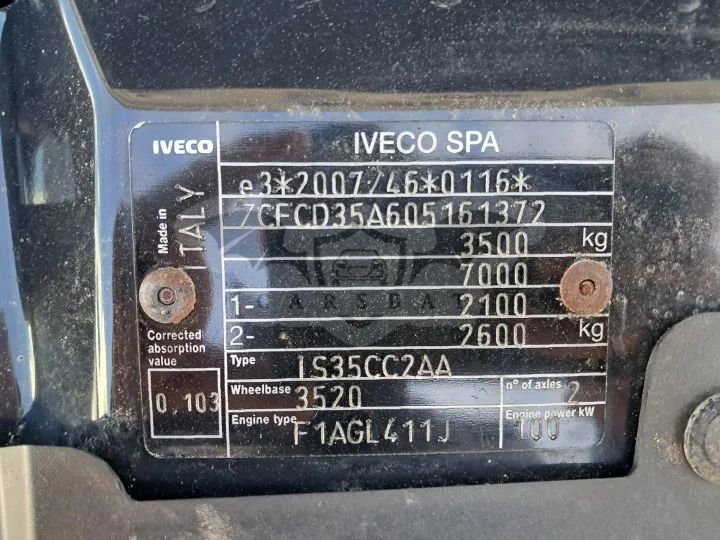 IVECO IVECO SPA
e3*2007/46*0116*
ZCFCD35A605161372
Made in ITALY
3500 kg
7000
1- 2100
2- 2600 kg
Corrected absorption value
0.103
Type IS35CC2AA
Wheelbase 3520 n° of axles 2
Engine type F1AGL411J Engine power kW 100